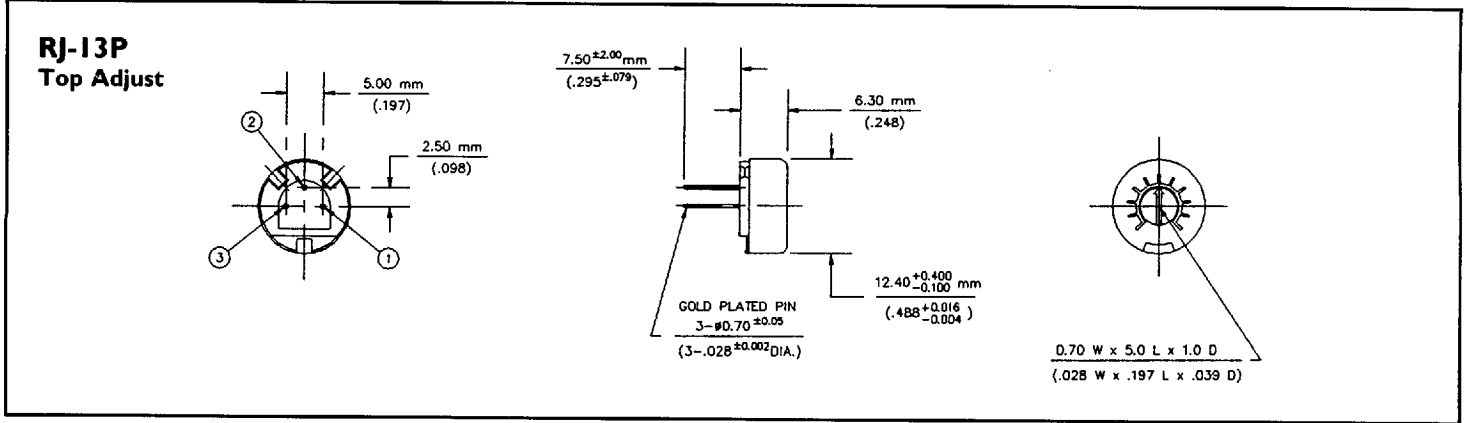 RJ-13P
Top Adjust
5.00 mm
(.197)
2
2.50 mm
(.098)
3
1
7.50±2.00mm
(.295±.079)
6.30 mm
(.248)
12.40+0.400 -0.100 mm
(.488+0.016 -0.004 )
GOLD PLATED PIN
3-ø0.70±0.05
(3-.028±0.002DIA.)
0.70 W x 5.0 L x 1.0 D
(.028 W x .197 L x .039 D)